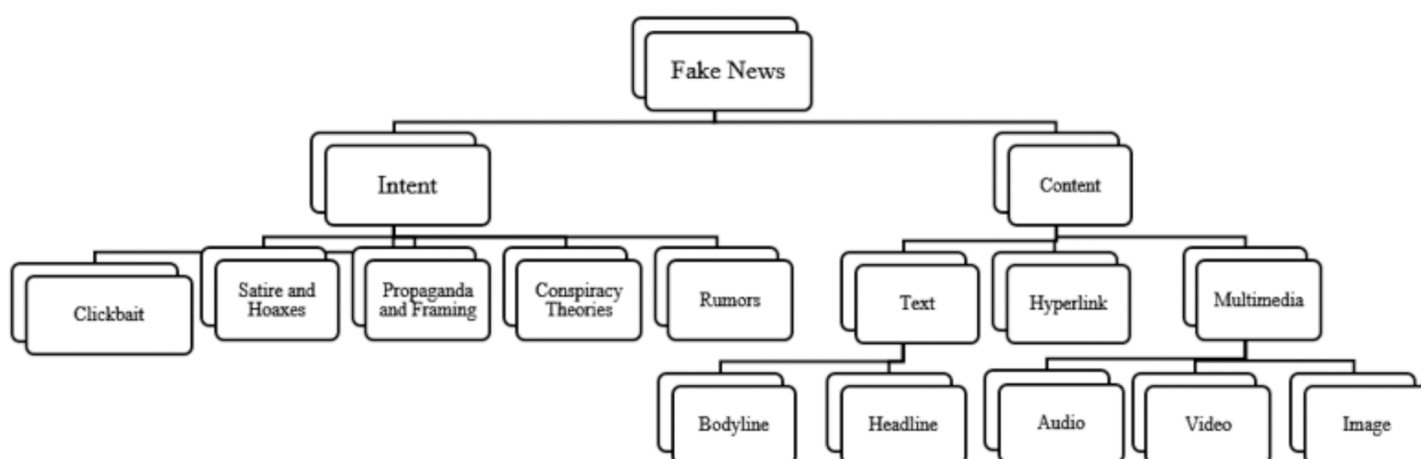 Fake News
Intent
Content
Clickbait
Satire and
Hoaxes
Propaganda
and Framing
Conspiracy
Theories
Rumors
Text
Hyperlink
Multimedia
Bodyline
Headline
Audio
Video
Image